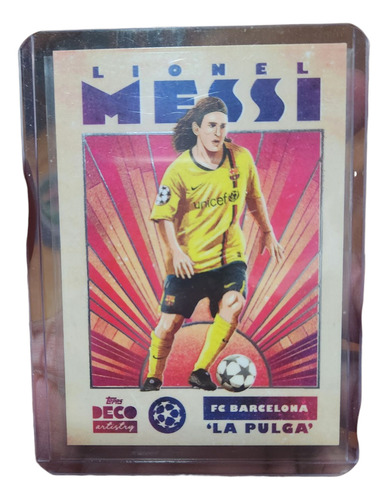 LIONEL
MESSI
unicef
Topps
DECO
artistry
FC BARCELONA
'LA PULGA'